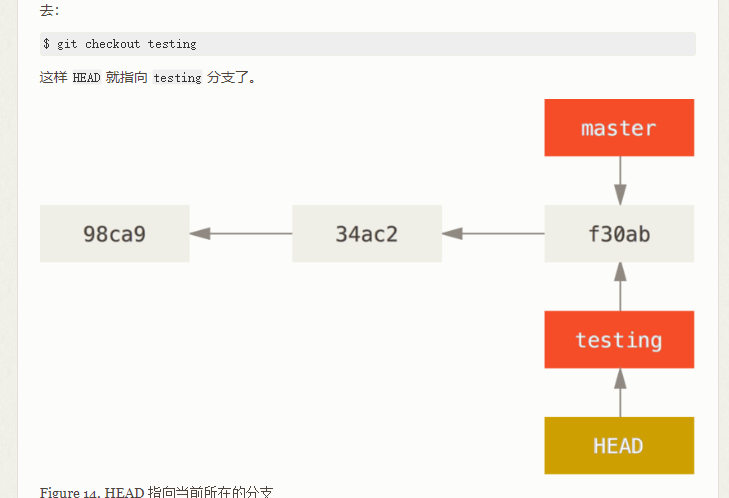 去：
$ git checkout testing
这样 HEAD 就指向 testing 分支了。
master
98ca9 34ac2 f30ab
testing
HEAD
Figure 14. HEAD 指向当前所在的分支